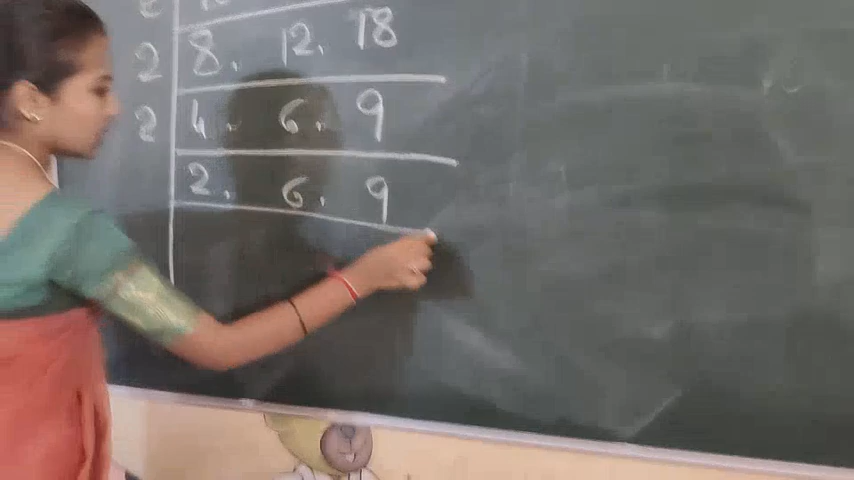 2 8, 12, 18
2 4, 6, 9
2, 6, 9